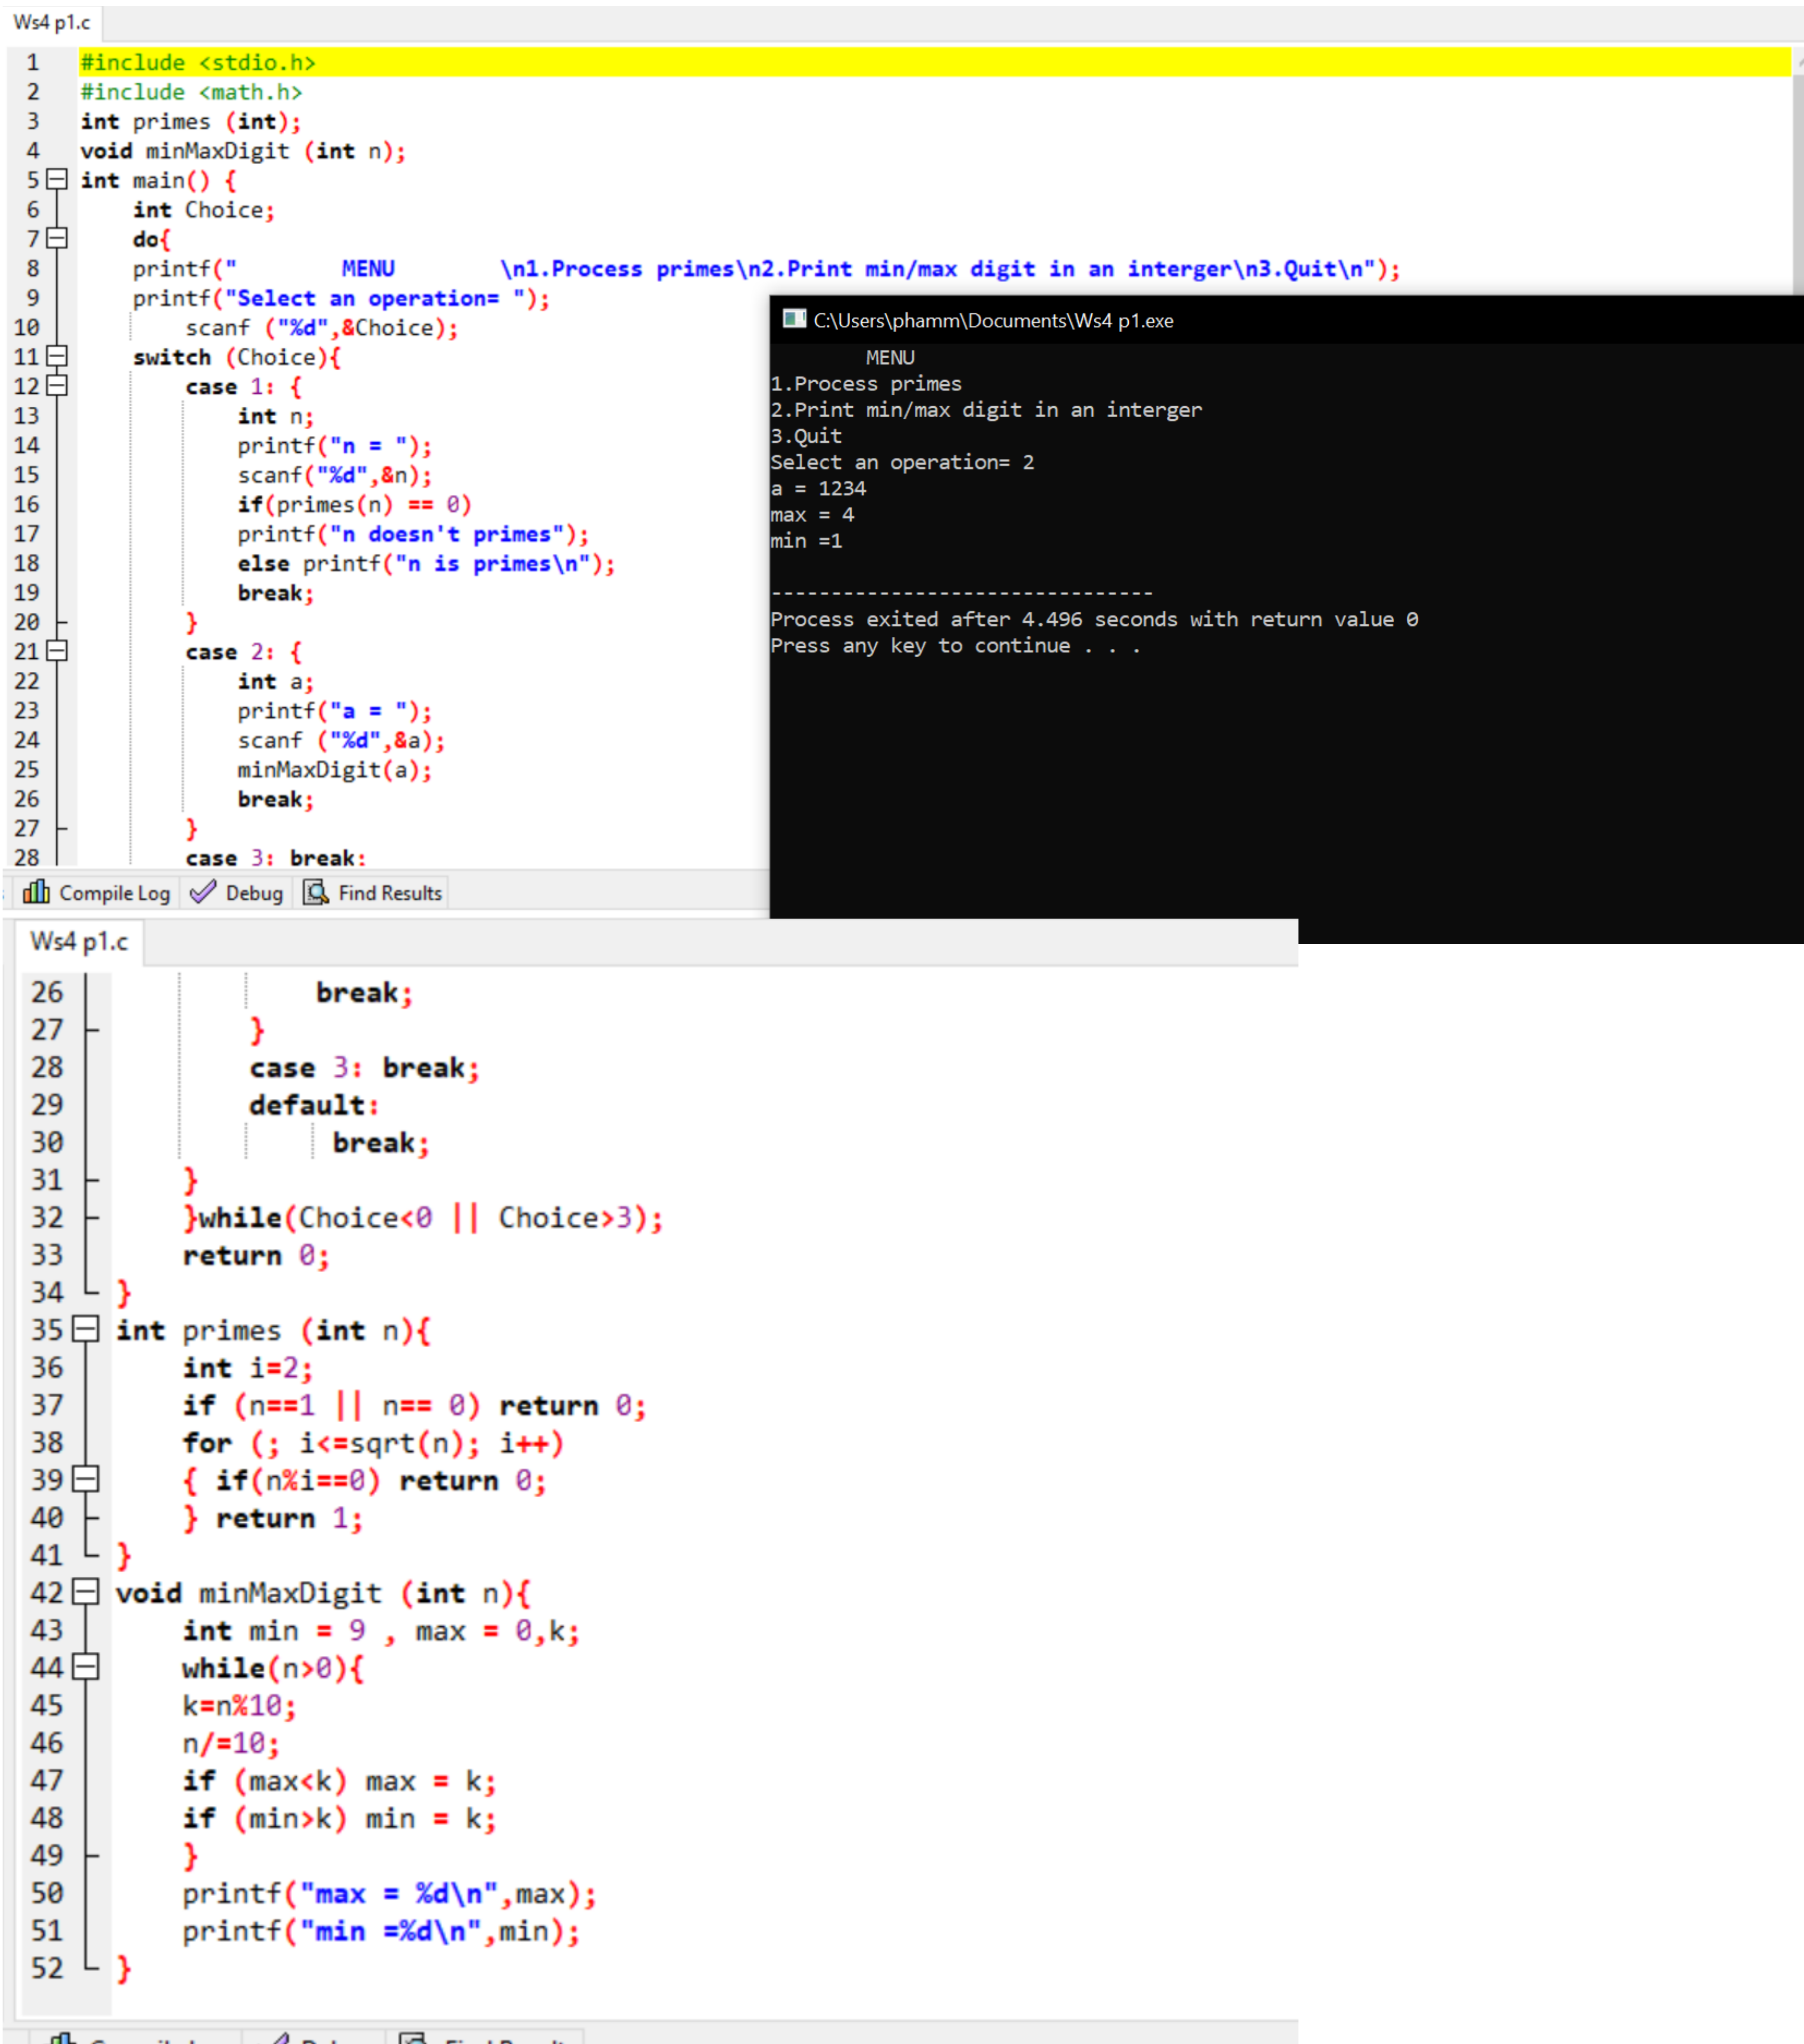 Ws4 p1.c
1 #include <stdio.h>
2 #include <math.h>
3 int primes (int);
4 void minMaxDigit (int n);
5 int main() {
6 int Choice;
7 do{
8 printf("        MENU        \n1.Process primes\n2.Print min/max digit in an interger\n3.Quit\n");
9 printf("Select an operation= ");
10 scanf ("%d",&Choice);
11 switch (Choice){
12 case 1: {
13 int n;
14 printf("n = ");
15 scanf("%d",&n);
16 if(primes(n) == 0)
17 printf("n doesn't primes");
18 else printf("n is primes\n");
19 break;
20 }
21 case 2: {
22 int a;
23 printf("a = ");
24 scanf ("%d",&a);
25 minMaxDigit(a);
26 break;
27 }
28 case 3: break;
C:\Users\phamm\Documents\Ws4 p1.exe
MENU
1.Process primes
2.Print min/max digit in an interger
3.Quit
Select an operation= 2
a = 1234
max = 4
min =1
--------------------------------
Process exited after 4.496 seconds with return value 0
Press any key to continue . . .
Compile Log Debug Find Results
Ws4 p1.c
26 break;
27 }
28 case 3: break;
29 default:
30 break;
31 }
32 }while(Choice<0 || Choice>3);
33 return 0;
34 }
35 int primes (int n){
36 int i=2;
37 if (n==1 || n== 0) return 0;
38 for (; i<=sqrt(n); i++)
39 { if(n%i==0) return 0;
40 } return 1;
41 }
42 void minMaxDigit (int n){
43 int min = 9 , max = 0,k;
44 while(n>0){
45 k=n%10;
46 n/=10;
47 if (max<k) max = k;
48 if (min>k) min = k;
49 }
50 printf("max = %d\n",max);
51 printf("min =%d\n",min);
52 }